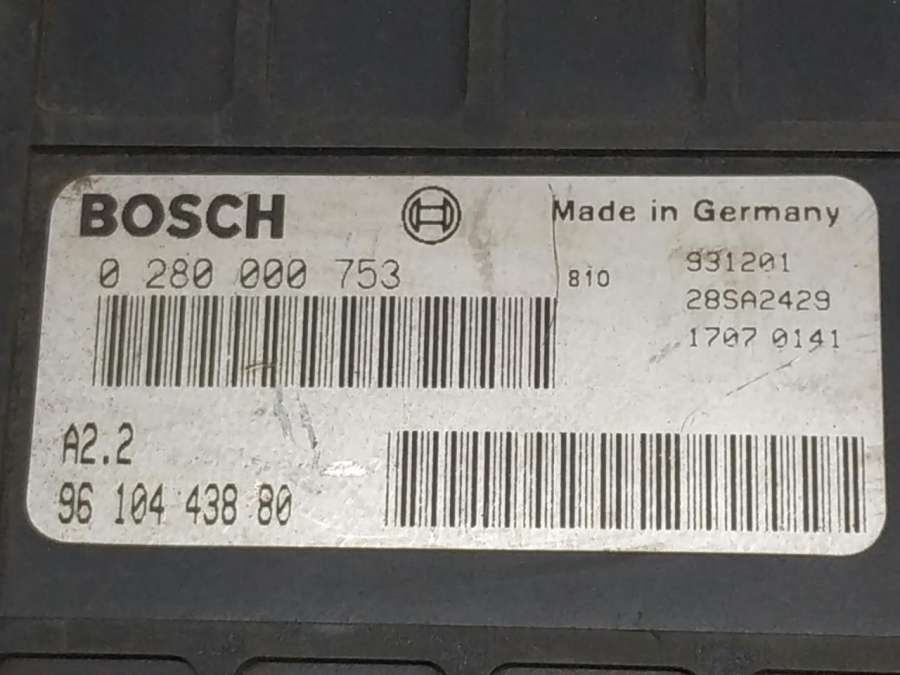 BOSCH
Made in Germany
0 280 000 753
810
931201
28SA2429
1707 0141
A2.2
96 104 438 80